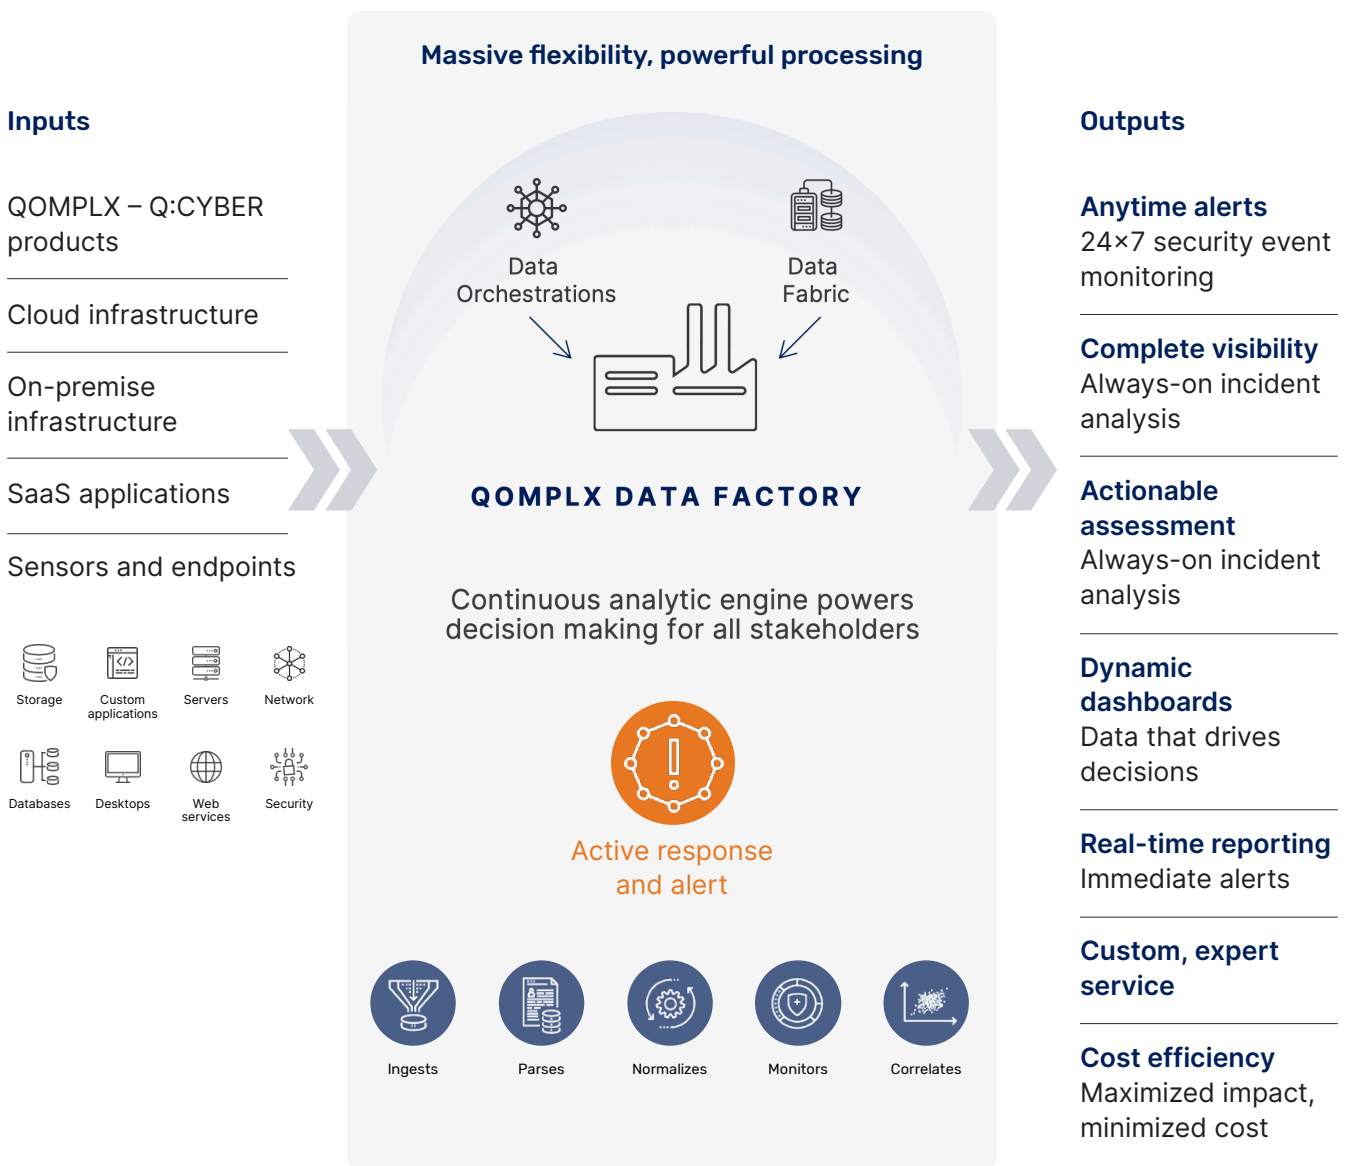 Massive flexibility, powerful processing
Inputs
QOMPLX – Q:CYBER
products
Cloud infrastructure
On-premise
infrastructure
SaaS applications
Sensors and endpoints
Storage
Custom
applications
Servers
Network
Databases
Desktops
Web
services
Security
Data
Orchestrations
Data
Fabric
QOMPLX DATA FACTORY
Continuous analytic engine powers
decision making for all stakeholders
Active response
and alert
Ingests
Parses
Normalizes
Monitors
Correlates
Outputs
Anytime alerts
24×7 security event
monitoring
Complete visibility
Always-on incident
analysis
Actionable
assessment
Always-on incident
analysis
Dynamic
dashboards
Data that drives
decisions
Real-time reporting
Immediate alerts
Custom, expert
service
Cost efficiency
Maximized impact,
minimized cost